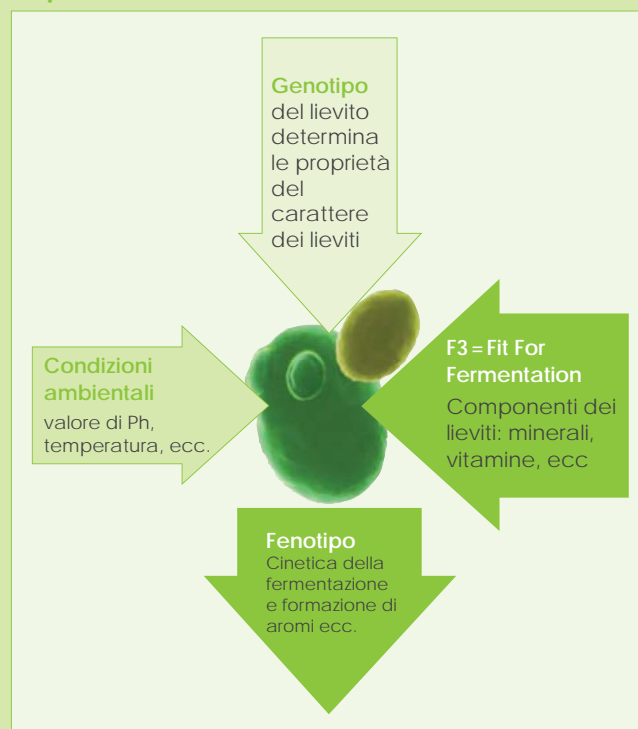 Genotipo
del lievito
determina
le proprietà
del
carattere
dei lieviti
Condizioni
ambientali
valore di Ph,
temperatura, ecc.
F3=Fit For
Fermentation
Componenti dei
lieviti: minerali,
vitamine, ecc
Fenotipo
Cinetica della
fermentazione
e formazione di
aromi ecc.